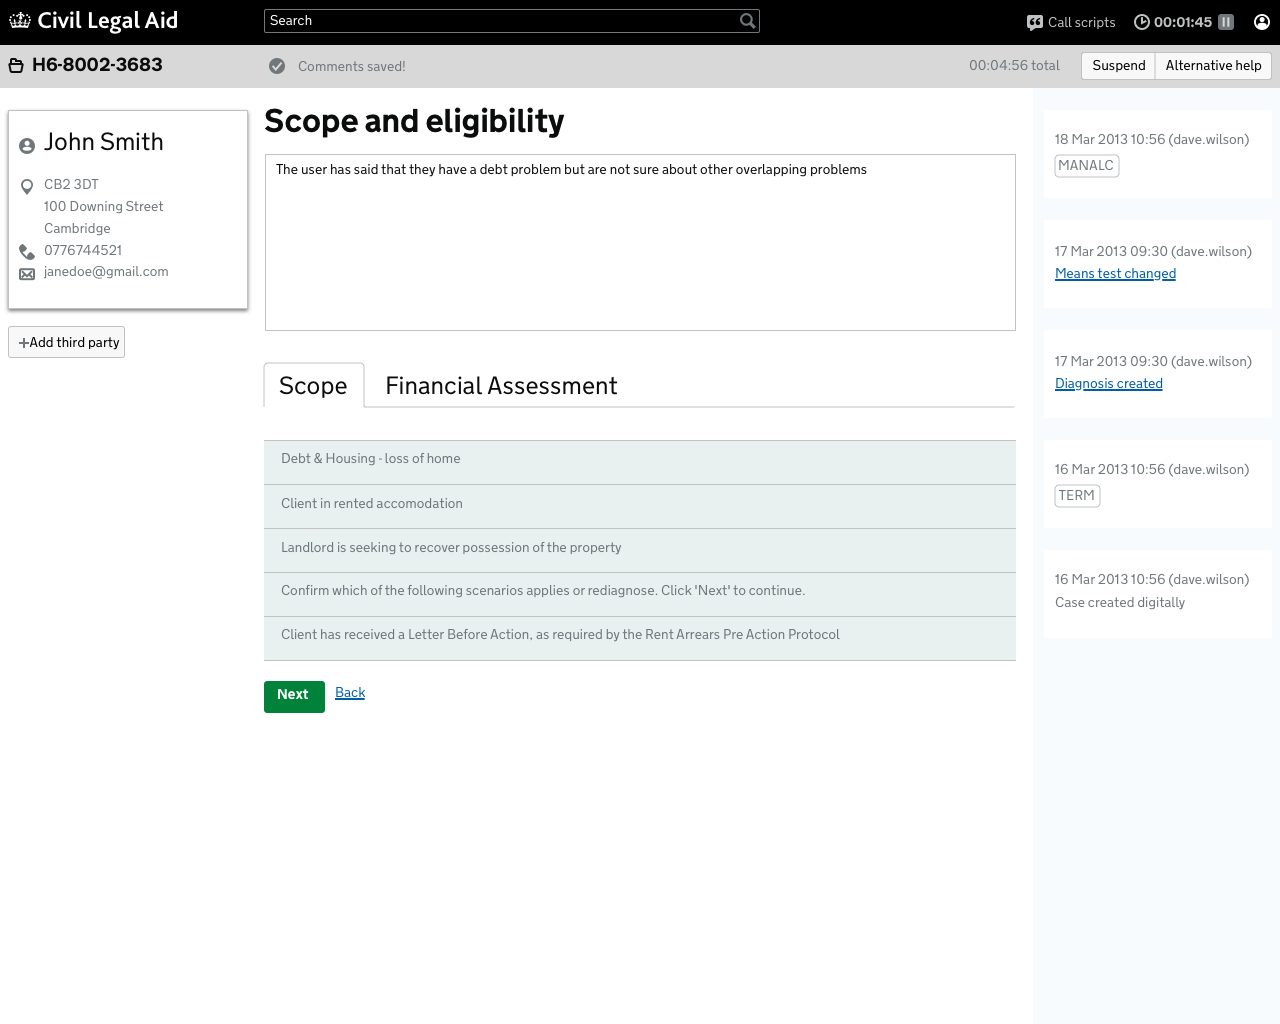 Civil Legal Aid
Search
Call scripts
00:01:45
H6-8002-3683
Comments saved!
00:04:56 total
Suspend
Alternative help
John Smith
CB2 3DT
100 Downing Street
Cambridge
0776744521
janedoe@gmail.com
+Add third party
Scope and eligibility
The user has said that they have a debt problem but are not sure about other overlapping problems
Scope
Financial Assessment
Debt & Housing - loss of home
Client in rented accomodation
Landlord is seeking to recover possession of the property
Confirm which of the following scenarios applies or rediagnose. Click 'Next' to continue.
Client has received a Letter Before Action, as required by the Rent Arrears Pre Action Protocol
Next
Back
18 Mar 2013 10:56 (dave.wilson)
MANALC
17 Mar 2013 09:30 (dave.wilson)
Means test changed
17 Mar 2013 09:30 (dave.wilson)
Diagnosis created
16 Mar 2013 10:56 (dave.wilson)
TERM
16 Mar 2013 10:56 (dave.wilson)
Case created digitally